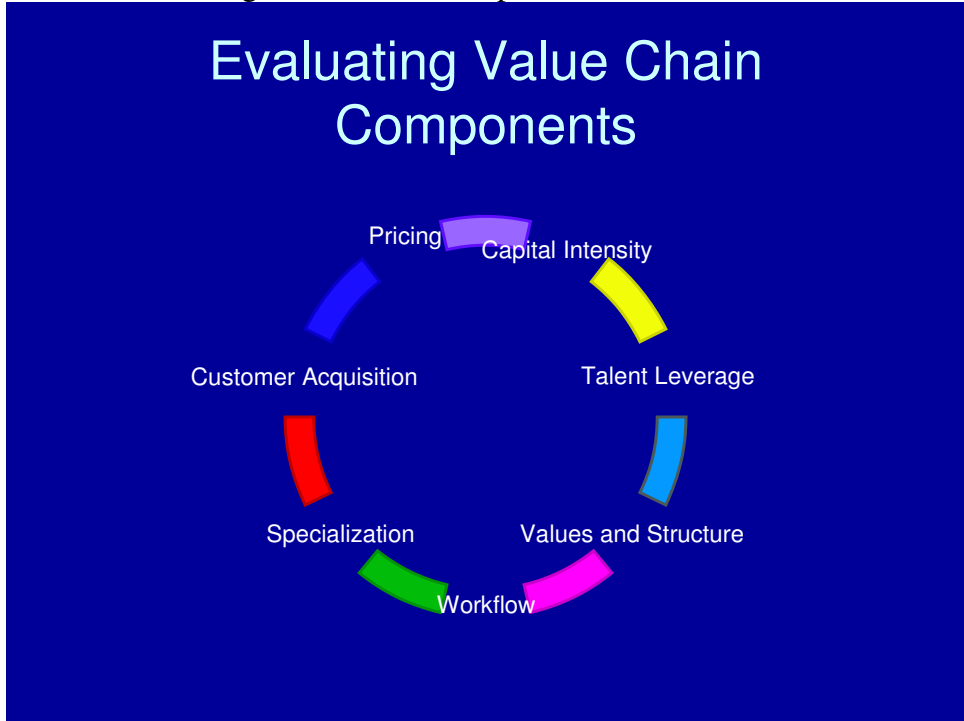 Evaluating Value Chain
Components
Pricing
Capital Intensity
Customer Acquisition
Talent Leverage
Specialization
Values and Structure
Workflow